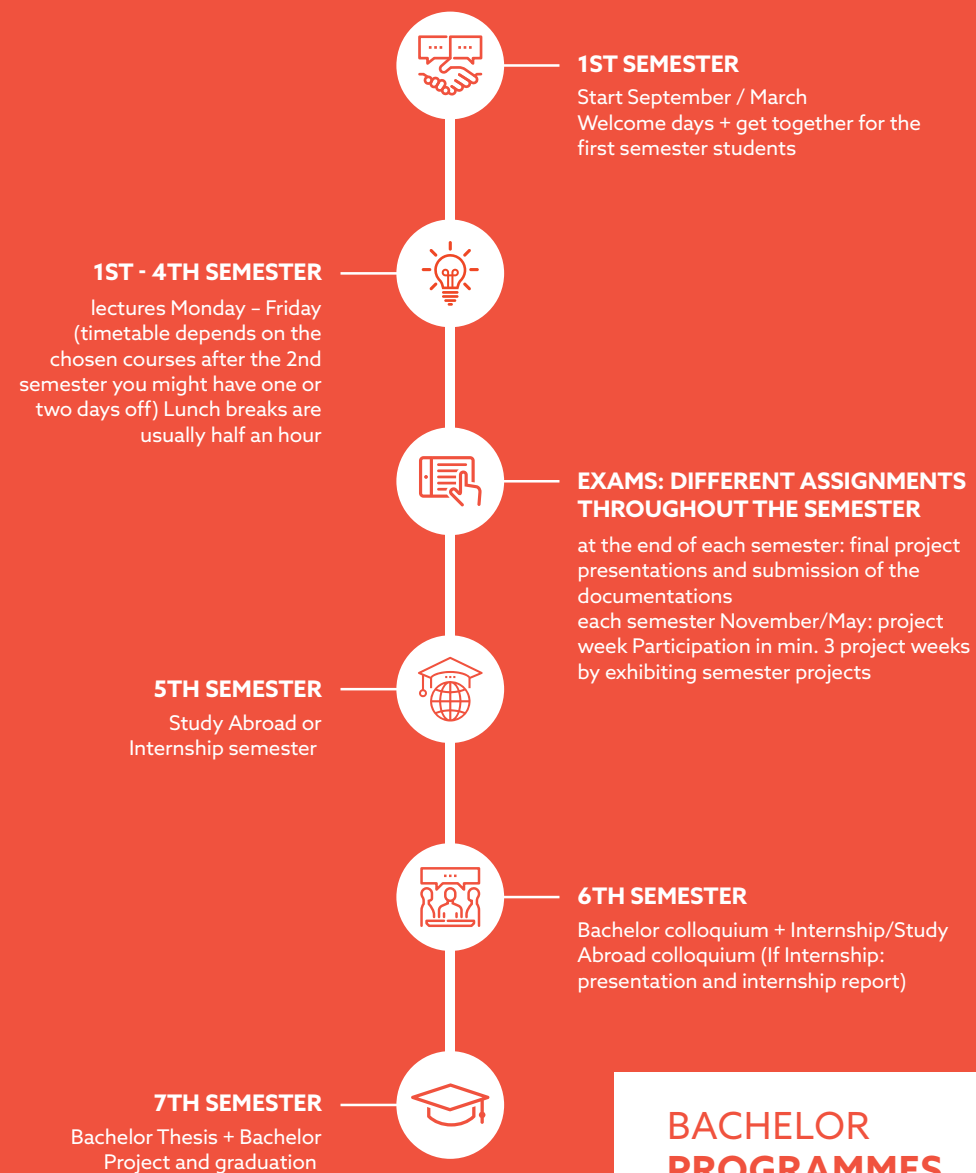 1ST SEMESTER
Start September / March
Welcome days + get together for the
first semester students
1ST - 4TH SEMESTER
lectures Monday – Friday
(timetable depends on the
chosen courses after the 2nd
semester you might have one or
two days off) Lunch breaks are
usually half an hour
EXAMS: DIFFERENT ASSIGNMENTS
THROUGHOUT THE SEMESTER
at the end of each semester: final project
presentations and submission of the
documentations
each semester November/May: project
week Participation in min. 3 project weeks
by exhibiting semester projects
5TH SEMESTER
Study Abroad or
Internship semester
6TH SEMESTER
Bachelor colloquium + Internship/Study
Abroad colloquium (If Internship:
presentation and internship report)
7TH SEMESTER
Bachelor Thesis + Bachelor
Project and graduation
BACHELOR
PROGRAMMES